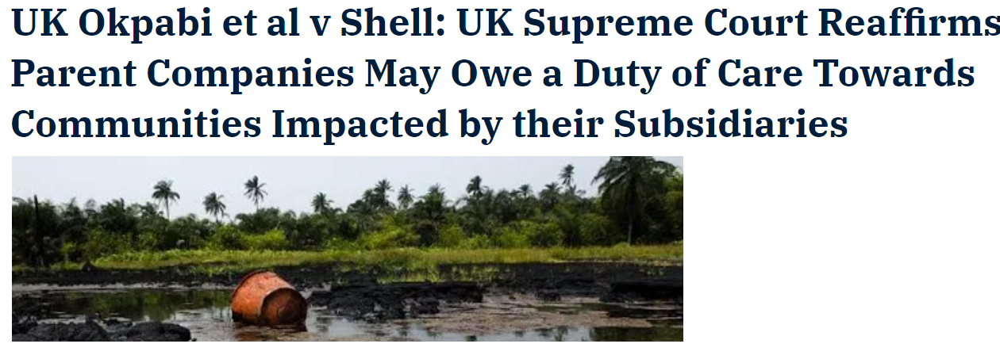 UK Okpabi et al v Shell: UK Supreme Court Reaffirms
Parent Companies May Owe a Duty of Care Towards
Communities Impacted by their Subsidiaries